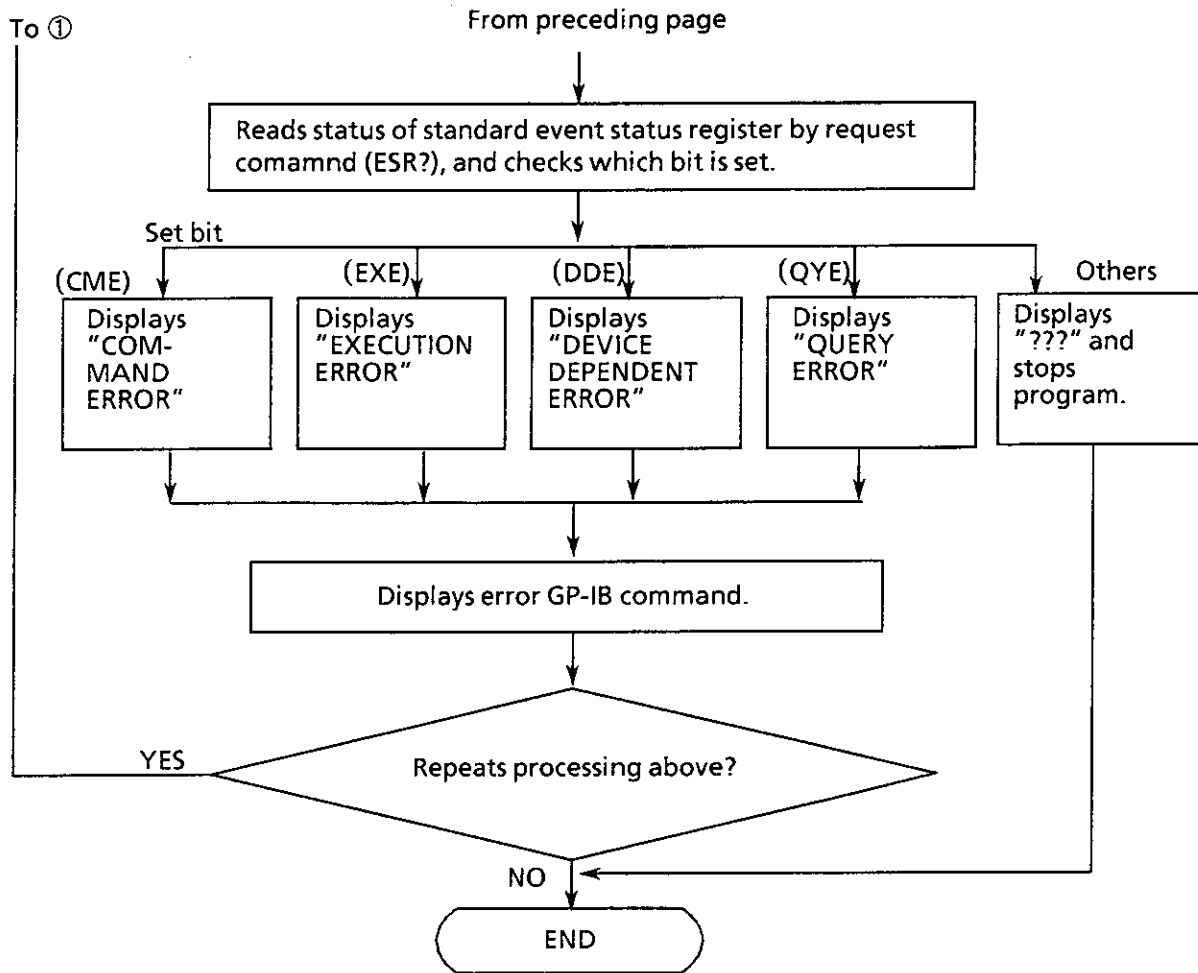 To ①
From preceding page
Reads status of standard event status register by request
comamnd (ESR?), and checks which bit is set.
Set bit
(CME)
(EXE)
(DDE)
(QYE)
Others
Displays
"COM-
MAND
ERROR"
Displays
"EXECUTION
ERROR"
Displays
"DEVICE
DEPENDENT
ERROR"
Displays
"QUERY
ERROR"
Displays
"???" and
stops
program.
Displays error GP-IB command.
YES
Repeats processing above?
NO
END